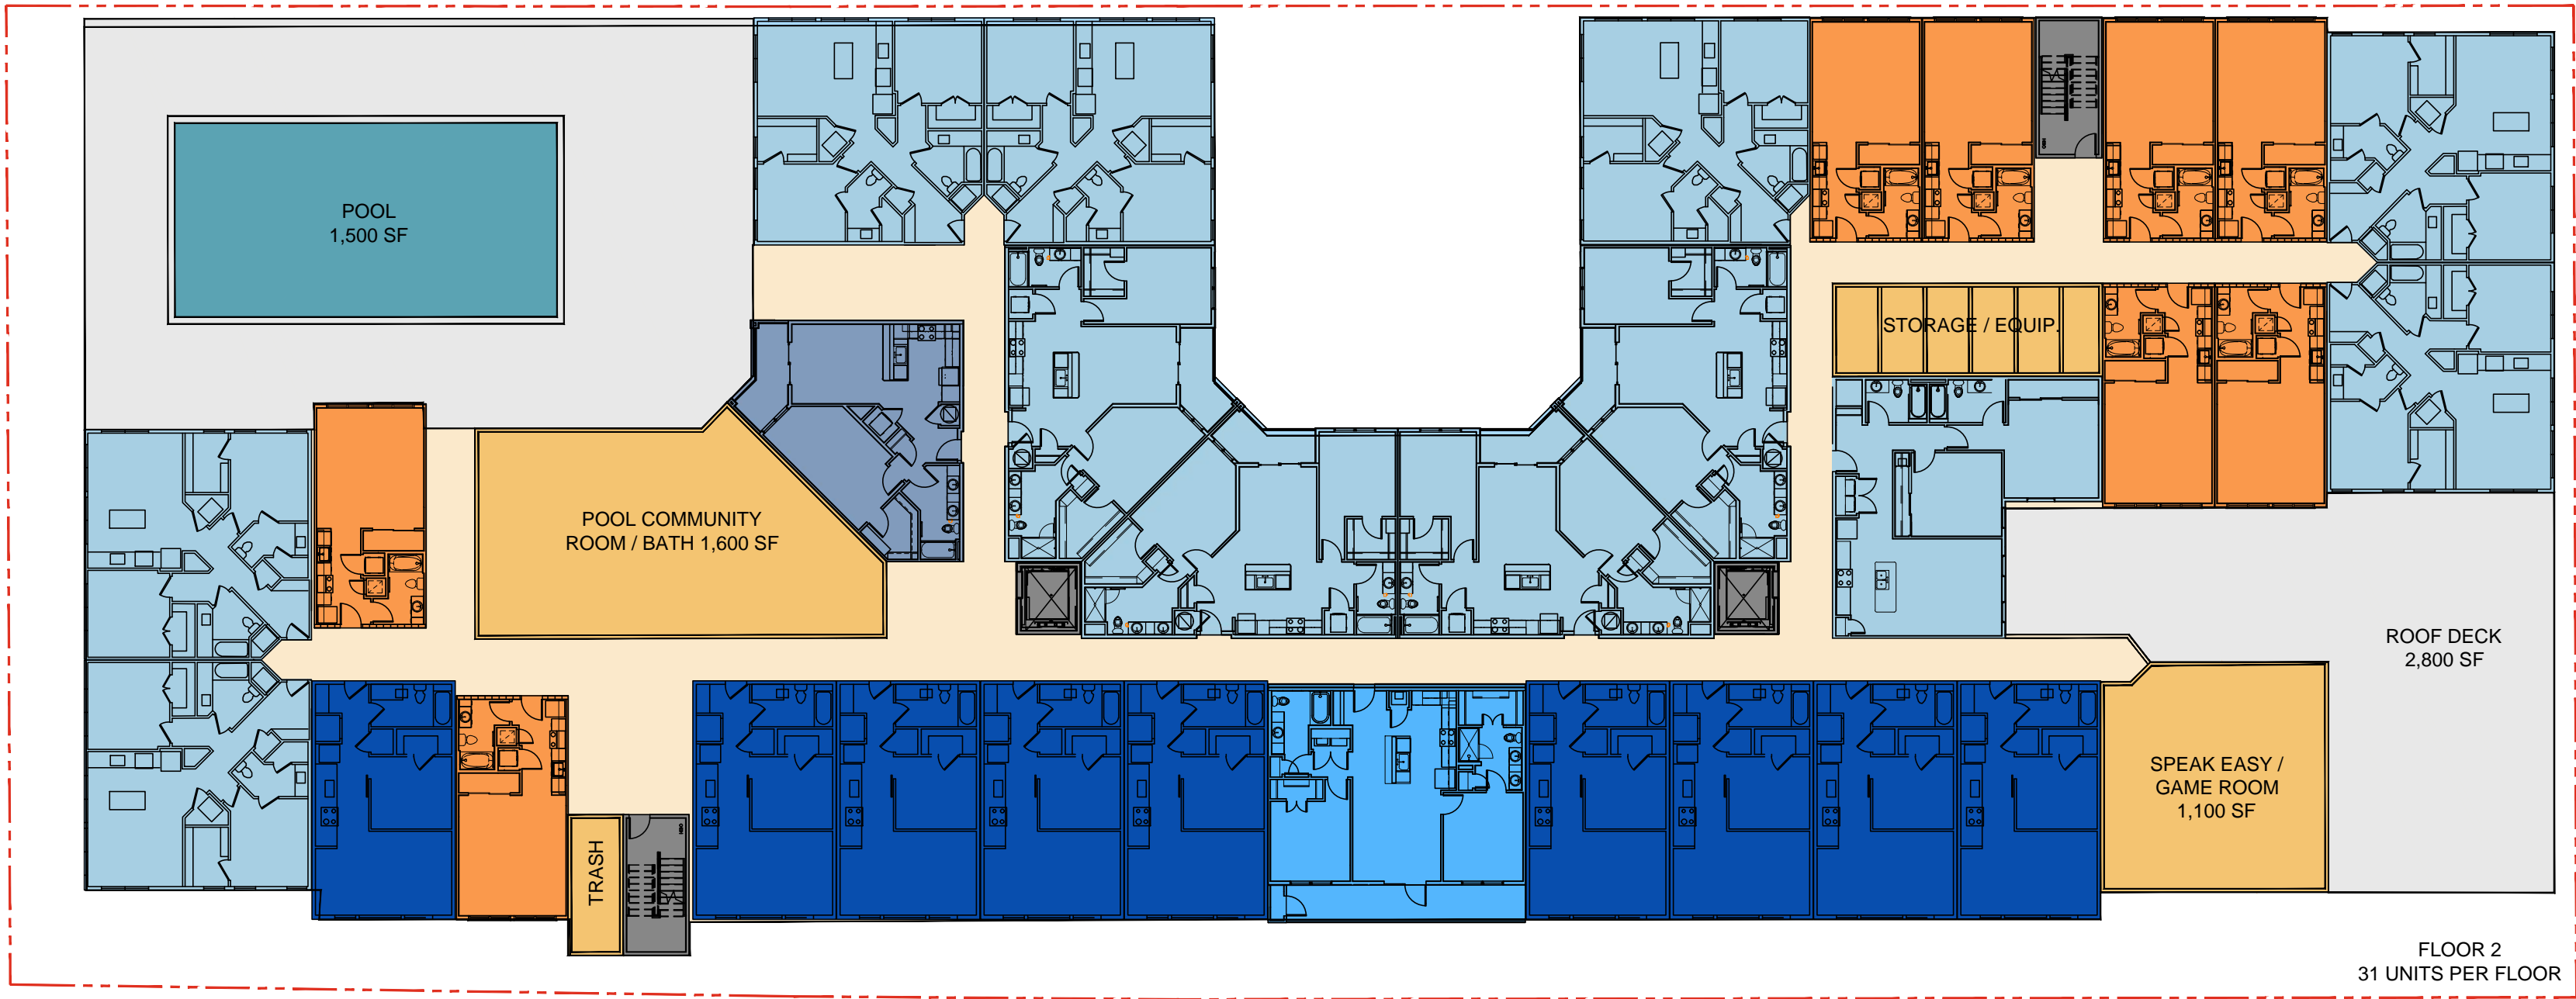 POOL
1,500 SF
STORAGE / EQUIP.
POOL COMMUNITY
ROOM / BATH 1,600 SF
ROOF DECK
2,800 SF
SPEAK EASY /
GAME ROOM
1,100 SF
TRASH
FLOOR 2
31 UNITS PER FLOOR